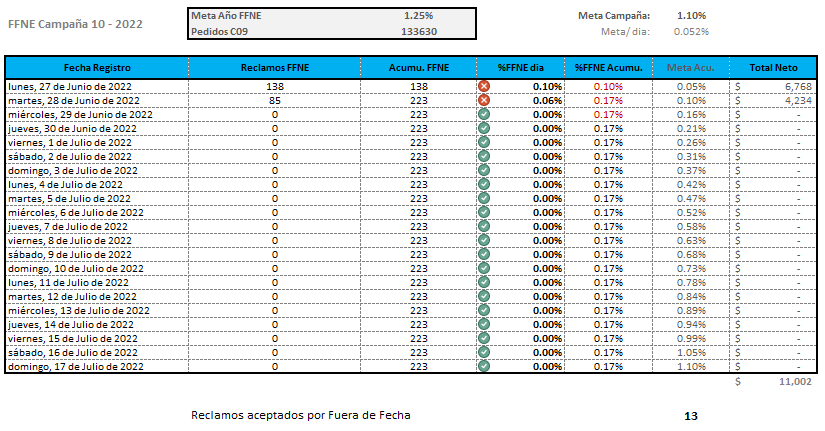 FFNE Campaña 10 - 2022
Meta Año FFNE 1.25%
Pedidos C09 133630
Meta Campaña: 1.10%
Meta/ dia: 0.052%
Fecha Registro Reclamos FFNE Acumu. FFNE %FFNE dia %FFNE Acumu. Meta Acu. Total Neto
lunes, 27 de Junio de 2022 138 138 0.10% 0.10% 0.05% $ 6,768
martes, 28 de Junio de 2022 85 223 0.06% 0.17% 0.10% $ 4,234
miércoles, 29 de Junio de 2022 0 223 0.00% 0.17% 0.16% $ -
jueves, 30 de Junio de 2022 0 223 0.00% 0.17% 0.21% $ -
viernes, 1 de Julio de 2022 0 223 0.00% 0.17% 0.26% $ -
sábado, 2 de Julio de 2022 0 223 0.00% 0.17% 0.31% $ -
domingo, 3 de Julio de 2022 0 223 0.00% 0.17% 0.37% $ -
lunes, 4 de Julio de 2022 0 223 0.00% 0.17% 0.42% $ -
martes, 5 de Julio de 2022 0 223 0.00% 0.17% 0.47% $ -
miércoles, 6 de Julio de 2022 0 223 0.00% 0.17% 0.52% $ -
jueves, 7 de Julio de 2022 0 223 0.00% 0.17% 0.58% $ -
viernes, 8 de Julio de 2022 0 223 0.00% 0.17% 0.63% $ -
sábado, 9 de Julio de 2022 0 223 0.00% 0.17% 0.68% $ -
domingo, 10 de Julio de 2022 0 223 0.00% 0.17% 0.73% $ -
lunes, 11 de Julio de 2022 0 223 0.00% 0.17% 0.78% $ -
martes, 12 de Julio de 2022 0 223 0.00% 0.17% 0.84% $ -
miércoles, 13 de Julio de 2022 0 223 0.00% 0.17% 0.89% $ -
jueves, 14 de Julio de 2022 0 223 0.00% 0.17% 0.94% $ -
viernes, 15 de Julio de 2022 0 223 0.00% 0.17% 0.99% $ -
sábado, 16 de Julio de 2022 0 223 0.00% 0.17% 1.05% $ -
domingo, 17 de Julio de 2022 0 223 0.00% 0.17% 1.10% $ -
$ 11,002
Reclamos aceptados por Fuera de Fecha 13